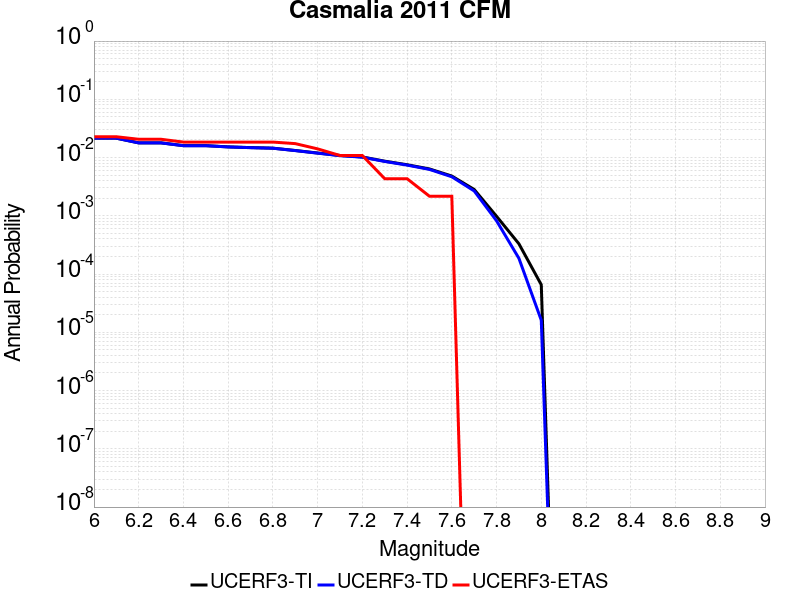 Casmalia 2011 CFM
10^0
10^-1
10^-2
10^-3
10^-4
10^-5
10^-6
10^-7
10^-8
Annual Probability
6 6.2 6.4 6.6 6.8 7 7.2 7.4 7.6 7.8 8 8.2 8.4 8.6 8.8 9
Magnitude
UCERF3-TI UCERF3-TD UCERF3-ETAS